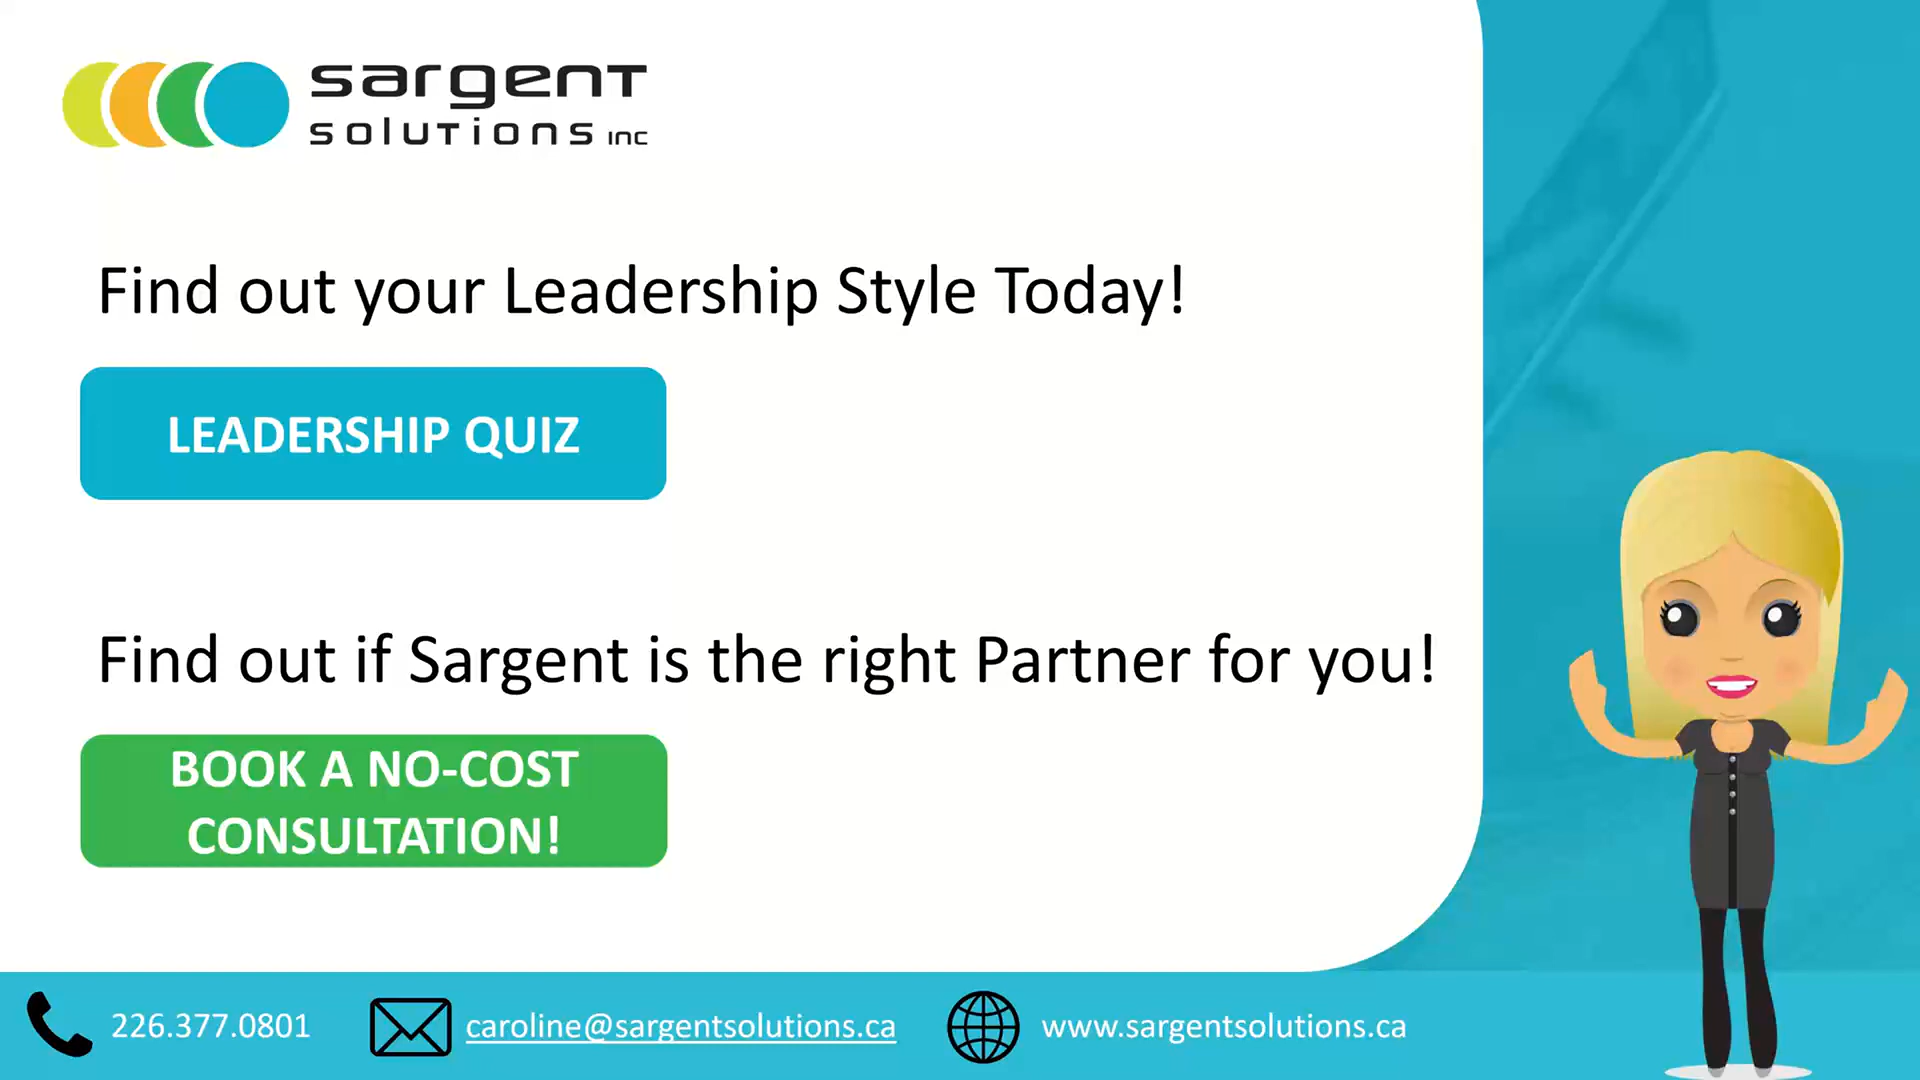 sargent
solutions inc
Find out your Leadership Style Today!
LEADERSHIP QUIZ
Find out if Sargent is the right Partner for you!
BOOK A NO-COST
CONSULTATION!
226.377.0801
caroline@sargentsolutions.ca
www.sargentsolutions.ca